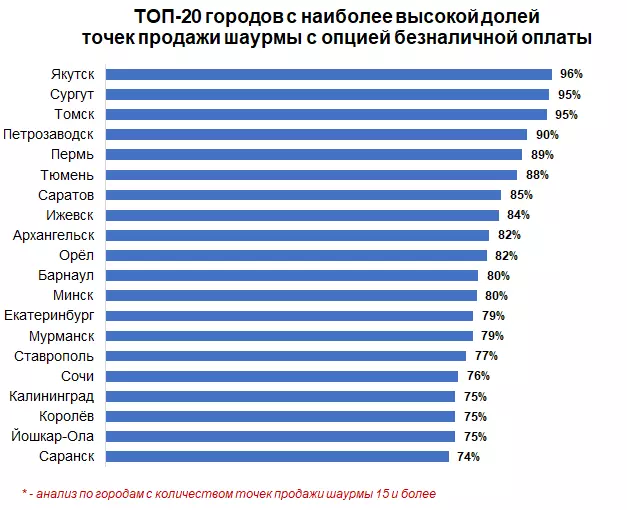 ТОП-20 городов с наиболее высокой долей
точек продажи шаурмы с опцией безналичной оплаты
Якутск 96%
Сургут 95%
Томск 95%
Петрозаводск 90%
Пермь 89%
Тюмень 88%
Саратов 85%
Ижевск 84%
Архангельск 82%
Орёл 82%
Барнаул 80%
Минск 80%
Екатеринбург 79%
Мурманск 79%
Ставрополь 77%
Сочи 76%
Калининград 75%
Королёв 75%
Йошкар-Ола 75%
Саранск 74%
* - анализ по городам с количеством точек продажи шаурмы 15 и более